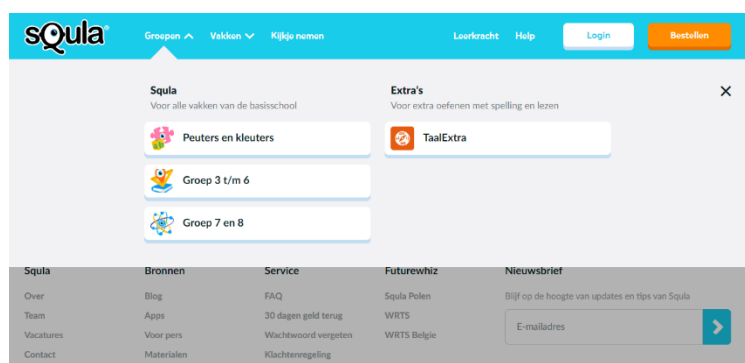 sQula
Groepen Vakken Kijkje nemen Leerkracht Help Login Bestellen
Squla
Voor alle vakken van de basisschool
Peuters en kleuters
Groep 3 t/m 6
Groep 7 en 8
Extra's
Voor extra oefenen met spelling en lezen
TaalExtra
Squla
Over
Team
Vacatures
Contact
Bronnen
Blog
Apps
Voor pers
Materialen
Service
FAQ
30 dagen geld terug
Wachtwoord vergeten
Klachtenregeling
Futurewhiz
Squla Polen
WRTS
WRTS Belgie
Nieuwsbrief
Blijf op de hoogte van updates en tips van Squla
E-mailadres